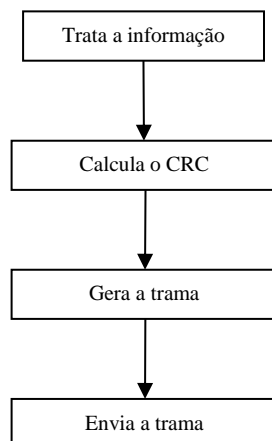 Trata a informação
Calcula o CRC
Gera a trama
Envia a trama